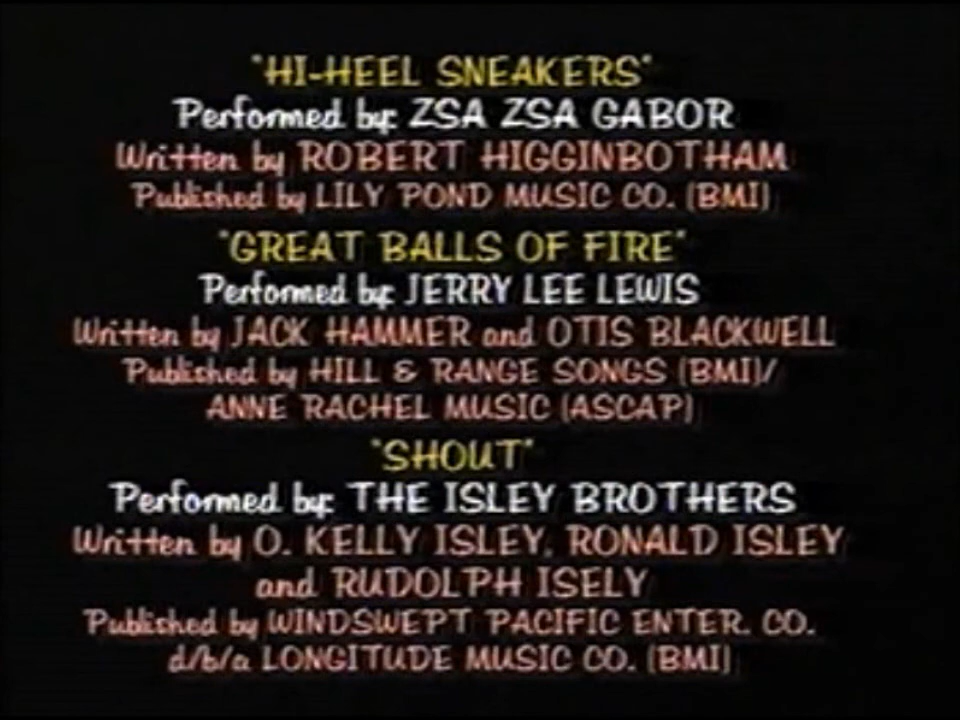 "HI-HEEL SNEAKERS"
Performed by: ZSA ZSA GABOR
Written by ROBERT HIGGINBOTHAM
Published by LILY POND MUSIC CO. (BMI)
"GREAT BALLS OF FIRE"
Performed by: JERRY LEE LEWIS
Written by JACK HAMMER and OTIS BLACKWELL
Published by HILL & RANGE SONGS (BMI)/
ANNE RACHEL MUSIC (ASCAP)
"SHOUT"
Performed by: THE ISLEY BROTHERS
Written by O. KELLY ISLEY, RONALD ISLEY
and RUDOLPH ISELY
Published by WINDSWEPT PACIFIC ENTER. CO.
d/b/a LONGITUDE MUSIC CO. (BMI)